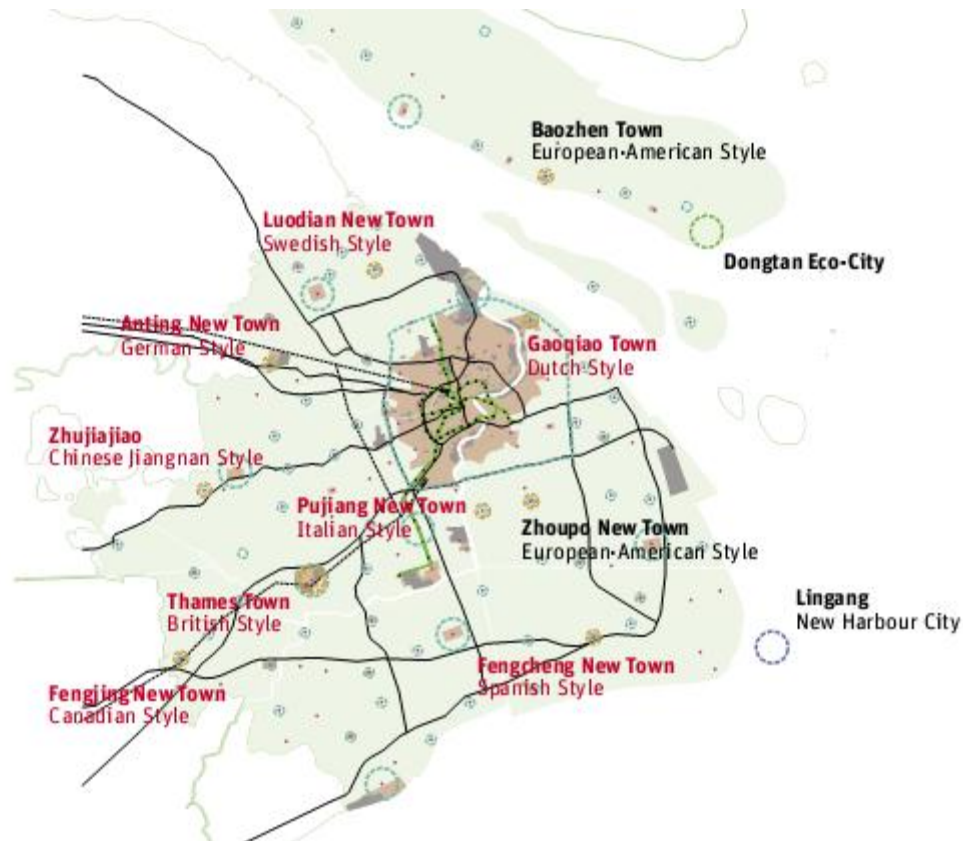 Baozhen Town
European-American Style
Luodian New Town
Swedish Style
Dongtan Eco-City
Anting New Town
German Style
Gaoqiao Town
Dutch Style
Zhujiajiao
Chinese Jiangnan Style
Pujiang New Town
Italian Style
Zhoupo New Town
European-American Style
Thames Town
British Style
Lingang
New Harbour City
Fengcheng New Town
Spanish Style
Fengjing New Town
Canadian Style